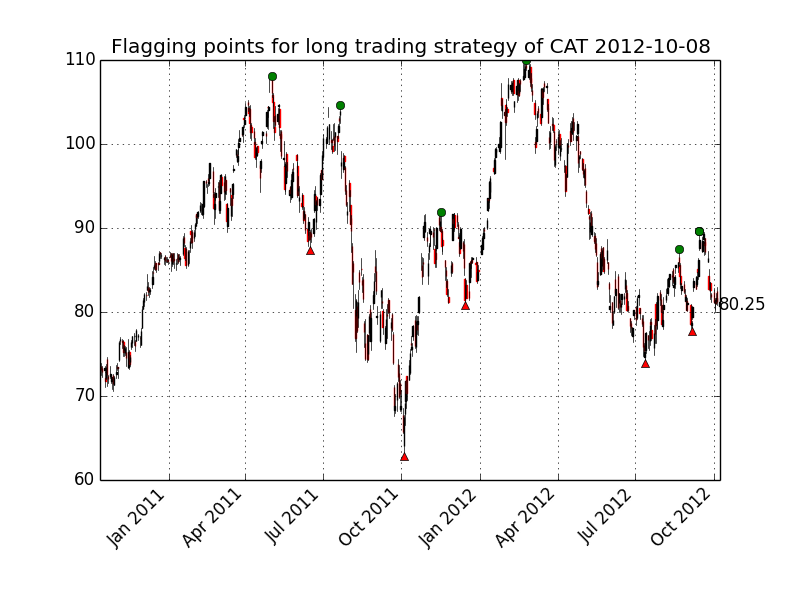 Flagging points for long trading strategy of CAT 2012-10-08
110
100
90
80
70
60
80.25
Jan 2011
Apr 2011
Jul 2011
Oct 2011
Jan 2012
Apr 2012
Jul 2012
Oct 2012